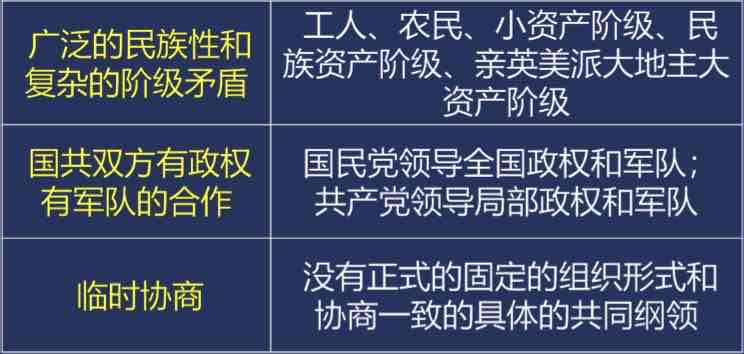 广泛的民族性和
复杂的阶级矛盾
工人、农民、小资产阶级、民
族资产阶级、亲英美派大地主大
资产阶级
国共双方有政权
有军队的合作
国民党领导全国政权和军队；
共产党领导局部政权和军队
临时协商
没有正式的固定的组织形式和
协商一致的具体的共同纲领